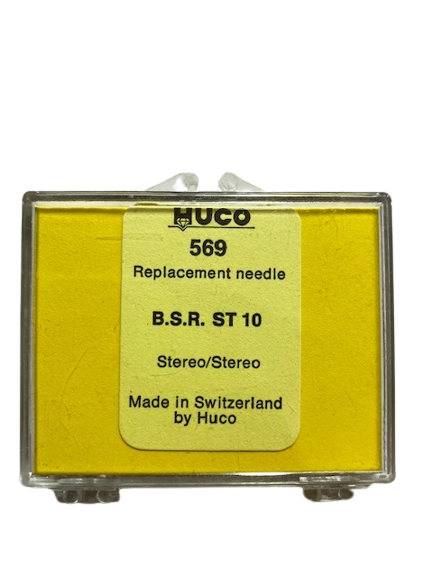 HUCO
569
Replacement needle
B.S.R. ST 10
Stereo/Stereo
Made in Switzerland
by Huco